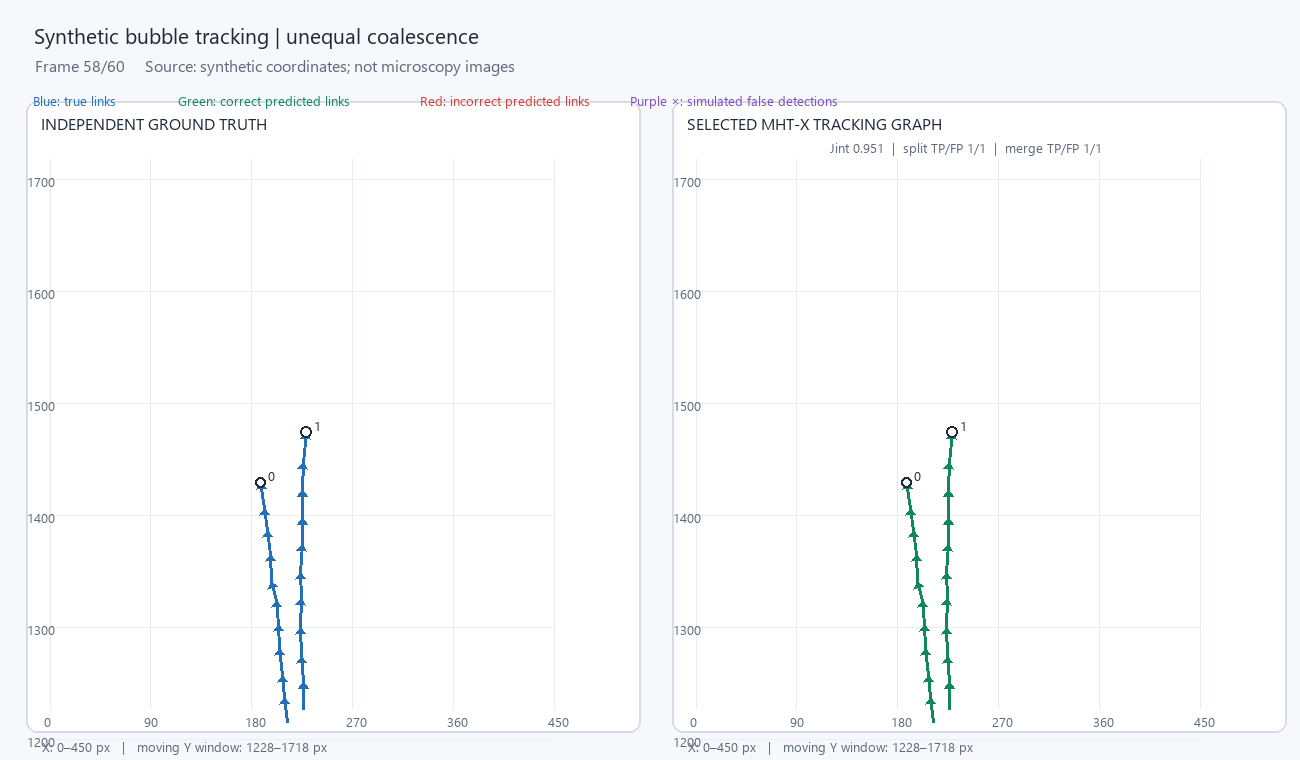 Synthetic bubble tracking | unequal coalescence
Frame 58/60 Source: synthetic coordinates; not microscopy images
Blue: true links Green: correct predicted links Red: incorrect predicted links Purple ×: simulated false detections
INDEPENDENT GROUND TRUTH
1700
1600
1500
1400
1300
1200
1
0
0 90 180 270 360 450
X: 0–450 px | moving Y window: 1228–1718 px
SELECTED MHT-X TRACKING GRAPH
Jint 0.951 | split TP/FP 1/1 | merge TP/FP 1/1
1700
1600
1500
1400
1300
1200
1
0
0 90 180 270 360 450
X: 0–450 px | moving Y window: 1228–1718 px